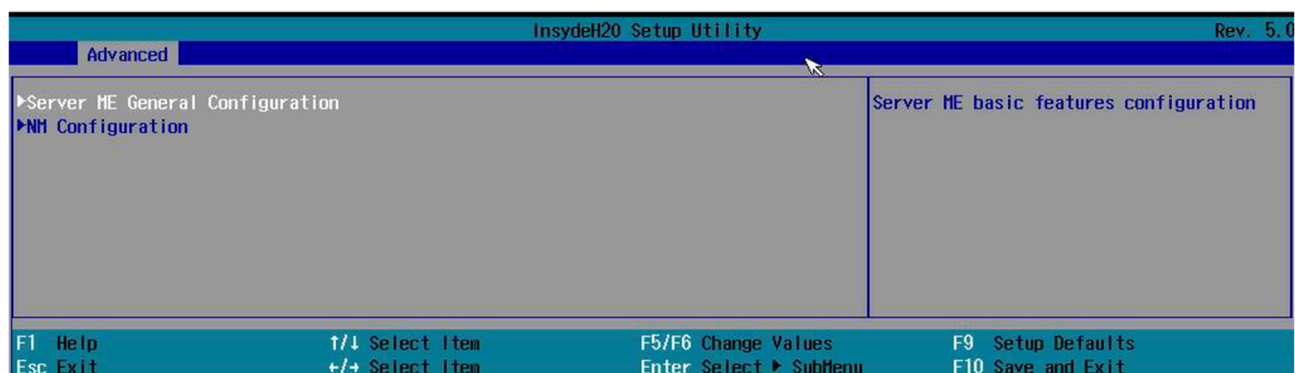 InsydeH20 Setup Utility Rev. 5.0
Advanced
▶Server ME General Configuration
▶NM Configuration
Server ME basic features configuration
F1 Help ↑/↓ Select Item F5/F6 Change Values F9 Setup Defaults
Esc Exit ←/→ Select Item Enter Select ▶ SubMenu F10 Save and Exit